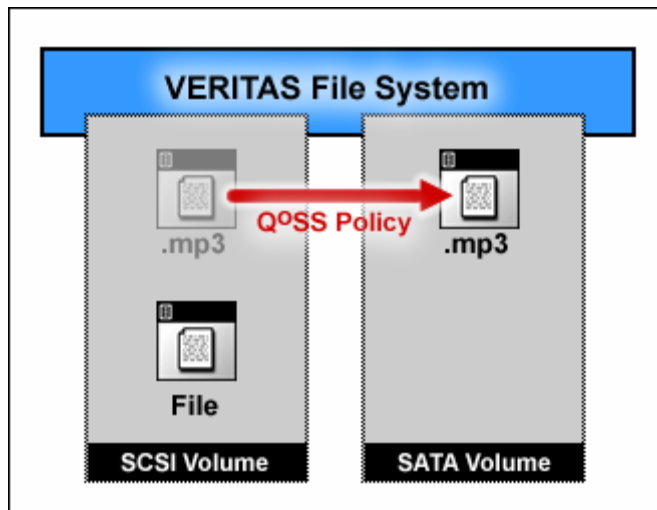 VERITAS File System
QoSS Policy
.mp3
.mp3
File
SCSI Volume
SATA Volume